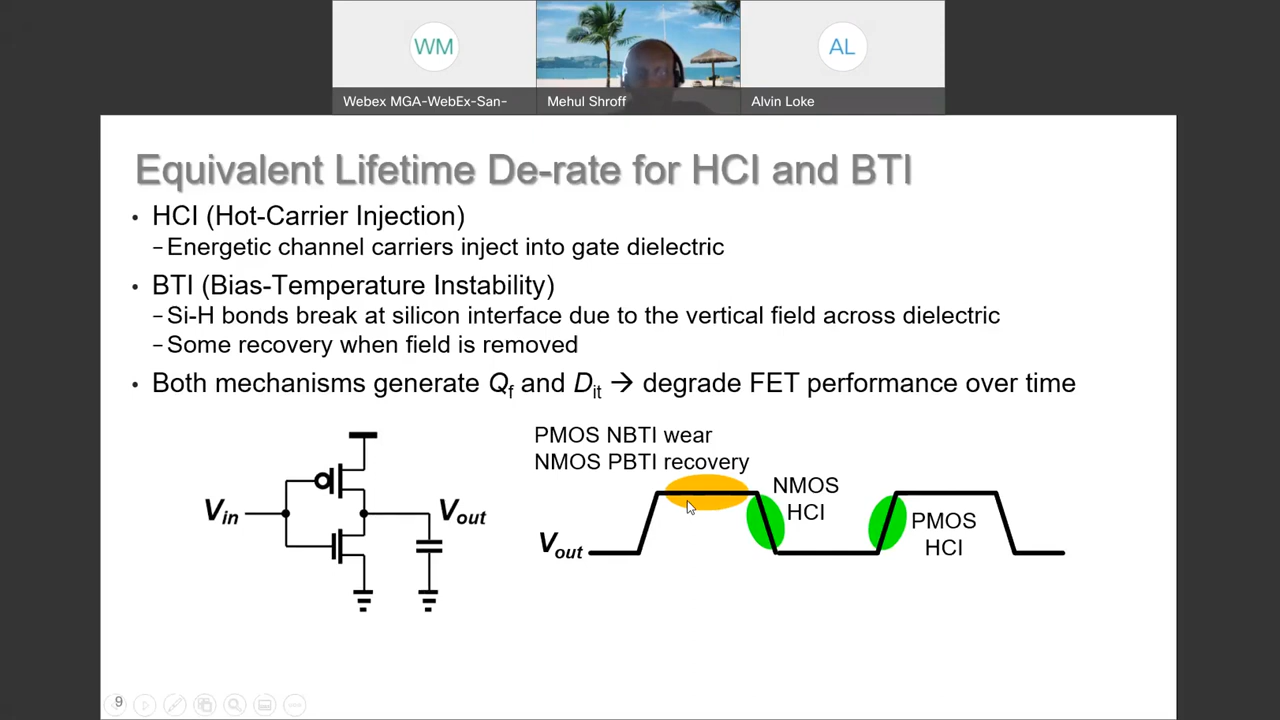 WM
AL
Webex MGA-WebEx-San-
Mehul Shroff
Alvin Loke
Equivalent Lifetime De-rate for HCI and BTI
• HCI (Hot-Carrier Injection)
−Energetic channel carriers inject into gate dielectric
• BTI (Bias-Temperature Instability)
−Si-H bonds break at silicon interface due to the vertical field across dielectric
−Some recovery when field is removed
• Both mechanisms generate Qf and Dit → degrade FET performance over time
PMOS NBTI wear
NMOS PBTI recovery
NMOS
HCI
Vin
Vout
PMOS
HCI
Vout
9